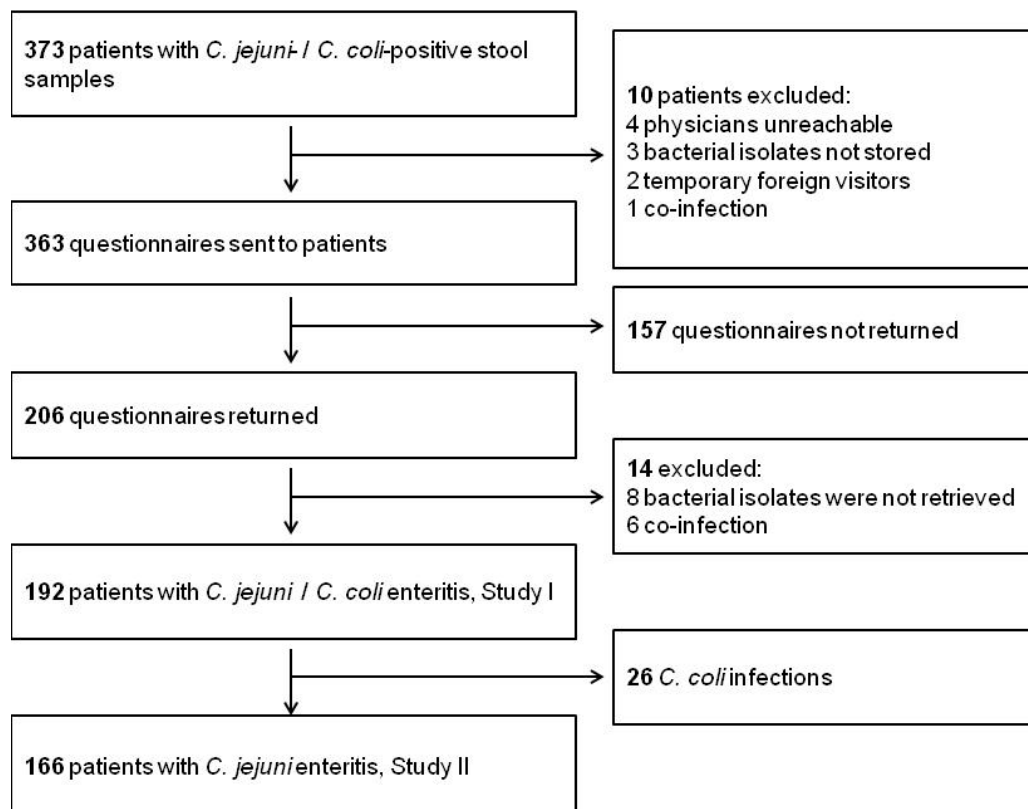 373 patients with C. jejuni- / C. coli-positive stool
samples
10 patients excluded:
4 physicians unreachable
3 bacterial isolates not stored
2 temporary foreign visitors
1 co-infection
363 questionnaires sent to patients
157 questionnaires not returned
206 questionnaires returned
14 excluded:
8 bacterial isolates were not retrieved
6 co-infection
192 patients with C. jejuni / C. coli enteritis, Study I
26 C. coli infections
166 patients with C. jejuni enteritis, Study II